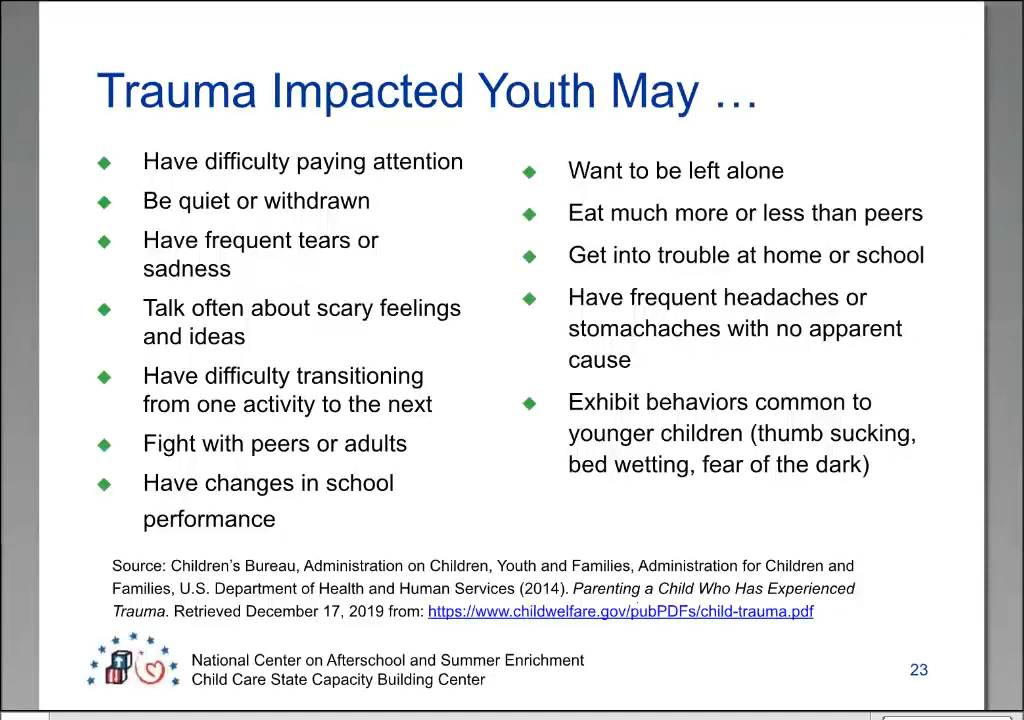 Trauma Impacted Youth May …
Have difficulty paying attention
Be quiet or withdrawn
Have frequent tears or
sadness
Talk often about scary feelings
and ideas
Have difficulty transitioning
from one activity to the next
Fight with peers or adults
Have changes in school
performance
Want to be left alone
Eat much more or less than peers
Get into trouble at home or school
Have frequent headaches or
stomachaches with no apparent
cause
Exhibit behaviors common to
younger children (thumb sucking,
bed wetting, fear of the dark)
Source: Children’s Bureau, Administration on Children, Youth and Families, Administration for Children and
Families, U.S. Department of Health and Human Services (2014). Parenting a Child Who Has Experienced
Trauma. Retrieved December 17, 2019 from: https://www.childwelfare.gov/pubPDFs/child-trauma.pdf
National Center on Afterschool and Summer Enrichment
Child Care State Capacity Building Center
23